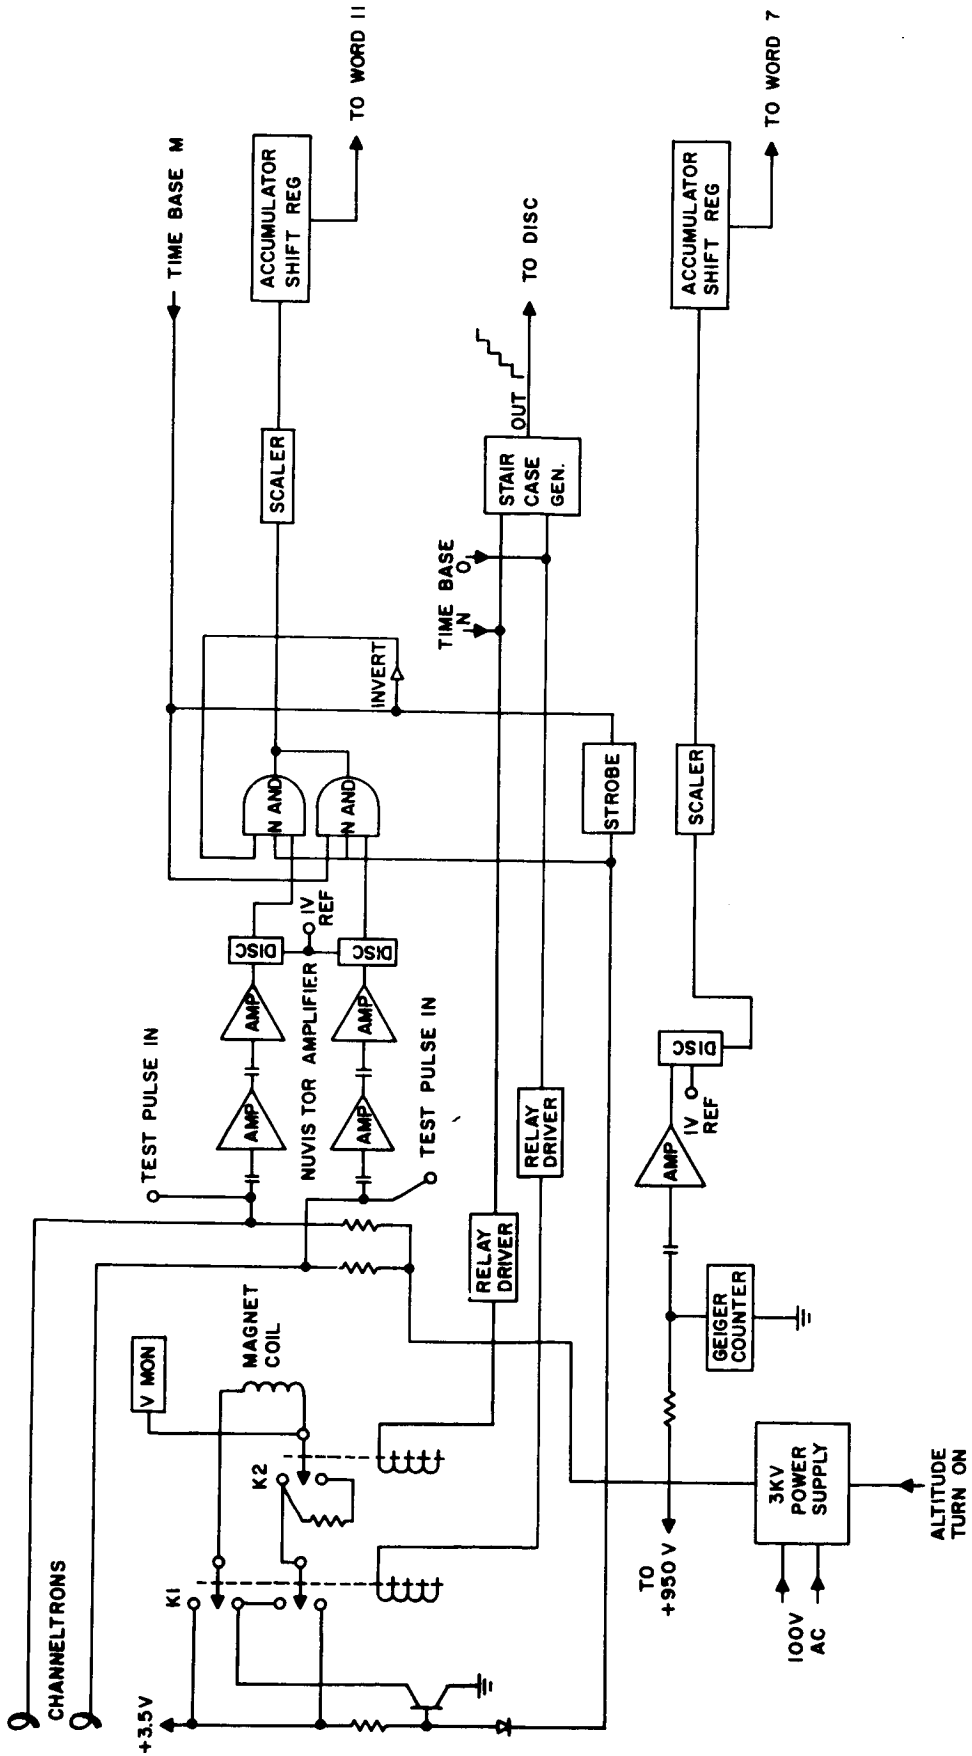 CHANNELTRONS
+3.5V
K1
K2
V MON
MAGNET
COIL
TEST PULSE IN
AMP
AMP
DISC
NUVISTOR AMPLIFIER
1V
REF
AMP
AMP
DISC
TEST PULSE IN
N AND
N AND
INVERT
TIME BASE M
SCALER
ACCUMULATOR
SHIFT REG
TO WORD 11
RELAY
DRIVER
RELAY
DRIVER
STROBE
TIME BASE
N O
STAIR
CASE
GEN.
OUT
TO DISC
TO
+950 V
GEIGER
COUNTER
AMP
1V
REF
DISC
SCALER
ACCUMULATOR
SHIFT REG
TO WORD 7
100V
AC
3KV
POWER
SUPPLY
ALTITUDE
TURN ON